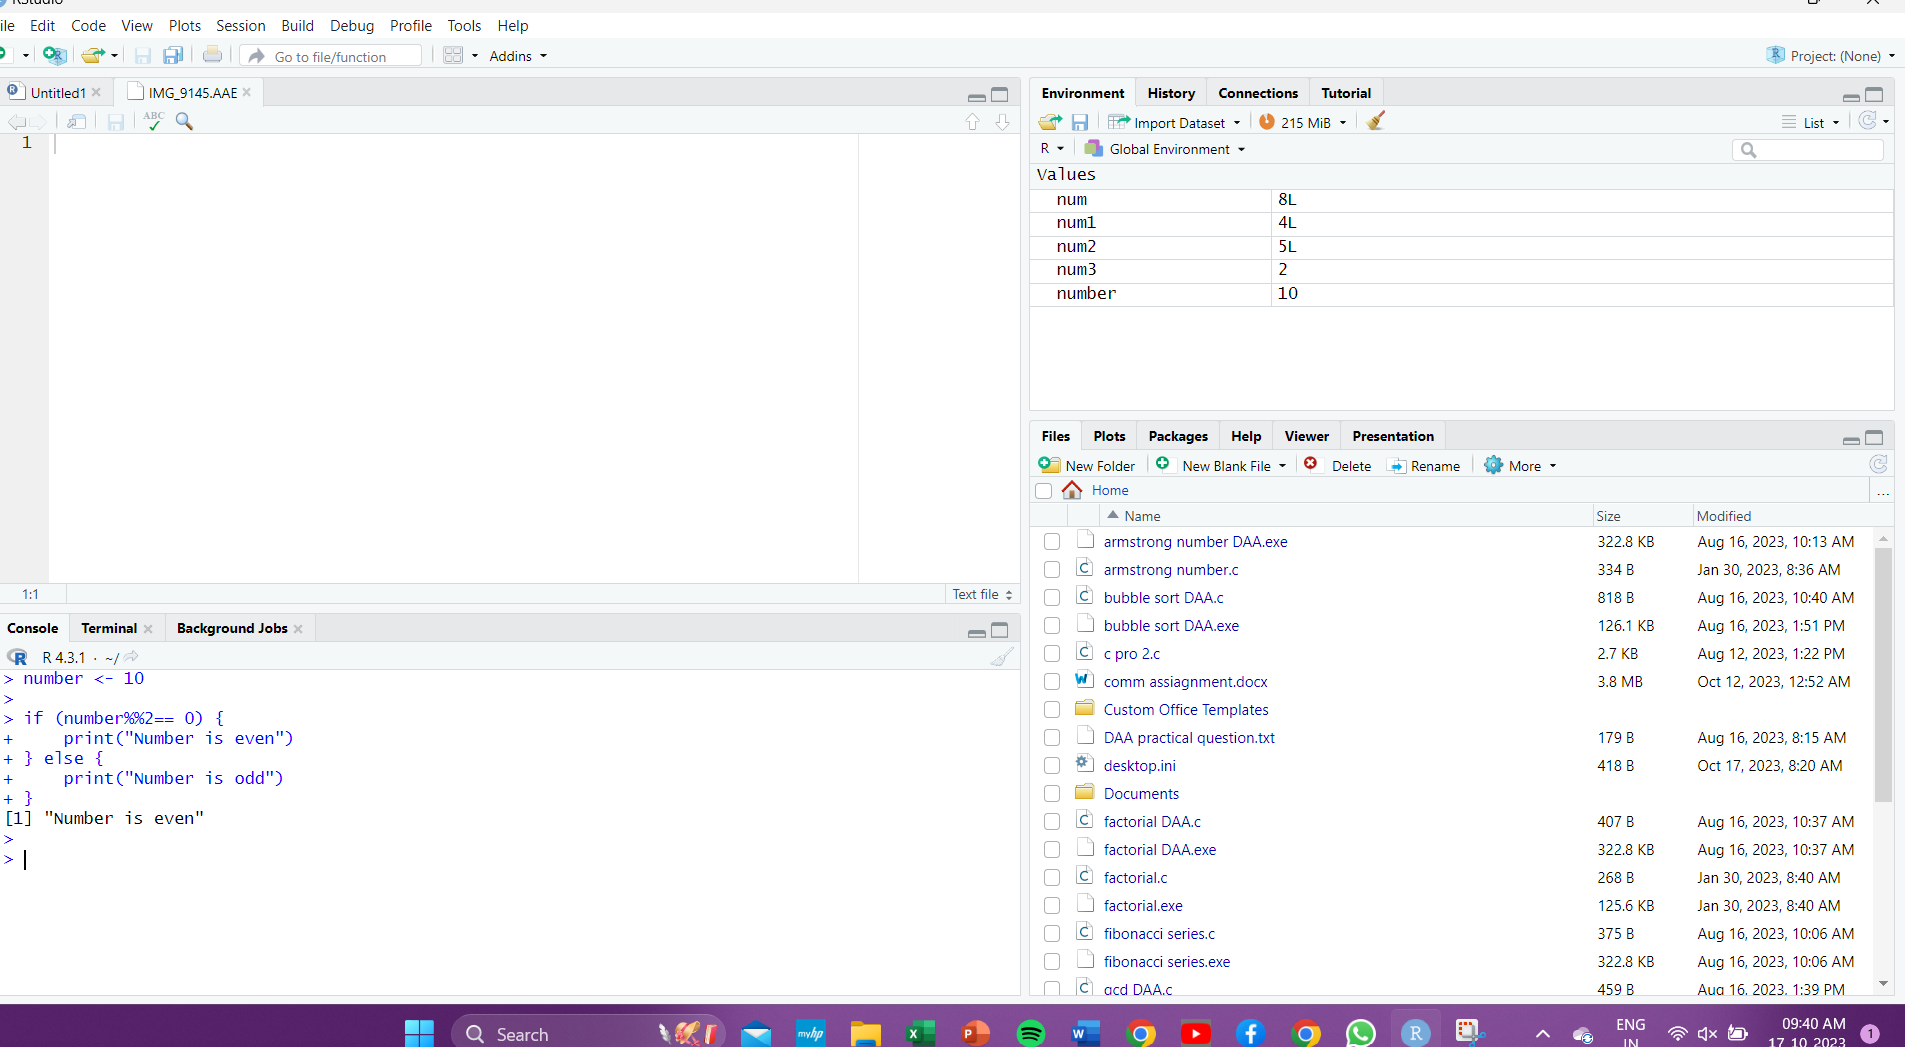 RStudio
ile Edit Code View Plots Session Build Debug Profile Tools Help
Go to file/function Addins Project: (None)
Untitled1 IMG_9145.AAE
ABC
1
1:1 Text file
Console Terminal Background Jobs
R 4.3.1 · ~/
> number <- 10
>
> if (number%%2== 0) {
+     print("Number is even")
+ } else {
+     print("Number is odd")
+ }
[1] "Number is even"
>
>
Environment History Connections Tutorial
Import Dataset 215 MiB List
R Global Environment
Values
num 8L
num1 4L
num2 5L
num3 2
number 10
Files Plots Packages Help Viewer Presentation
New Folder New Blank File Delete Rename More
Home ...
Name Size Modified
armstrong number DAA.exe 322.8 KB Aug 16, 2023, 10:13 AM
armstrong number.c 334 B Jan 30, 2023, 8:36 AM
bubble sort DAA.c 818 B Aug 16, 2023, 10:40 AM
bubble sort DAA.exe 126.1 KB Aug 16, 2023, 1:51 PM
c pro 2.c 2.7 KB Aug 12, 2023, 1:22 PM
comm assiagnment.docx 3.8 MB Oct 12, 2023, 12:52 AM
Custom Office Templates
DAA practical question.txt 179 B Aug 16, 2023, 8:15 AM
desktop.ini 418 B Oct 17, 2023, 8:20 AM
Documents
factorial DAA.c 407 B Aug 16, 2023, 10:37 AM
factorial DAA.exe 322.8 KB Aug 16, 2023, 10:37 AM
factorial.c 268 B Jan 30, 2023, 8:40 AM
factorial.exe 125.6 KB Jan 30, 2023, 8:40 AM
fibonacci series.c 375 B Aug 16, 2023, 10:06 AM
fibonacci series.exe 322.8 KB Aug 16, 2023, 10:06 AM
gcd DAA.c 459 B Aug 16, 2023, 1:39 PM
Search myhp ENG 09:40 AM 1
IN 17-10-2023